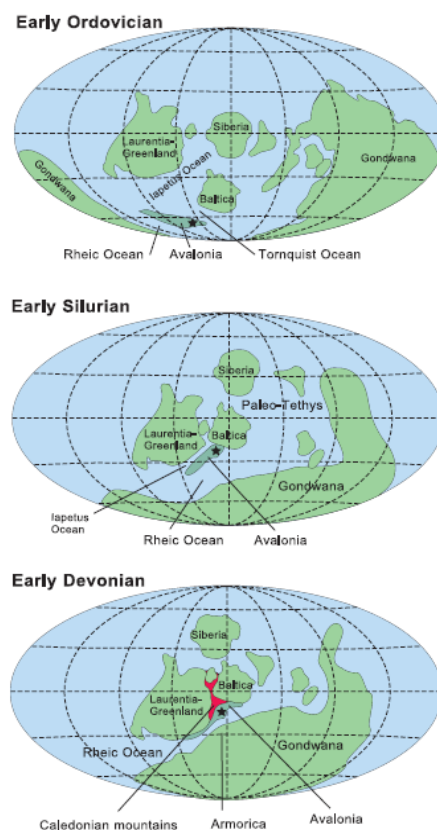 Early Ordovician
Siberia
Laurentia-
Greenland
Gondwana
Iapetus Ocean
Gondwana
Baltica
Rheic Ocean
Avalonia
Tornquist Ocean
Early Silurian
Siberia
Paleo-Tethys
Laurentia-
Greenland
Baltica
Gondwana
Iapetus
Ocean
Rheic Ocean
Avalonia
Early Devonian
Siberia
Baltica
Laurentia-
Greenland
Rheic Ocean
Gondwana
Caledonian mountains
Armorica
Avalonia